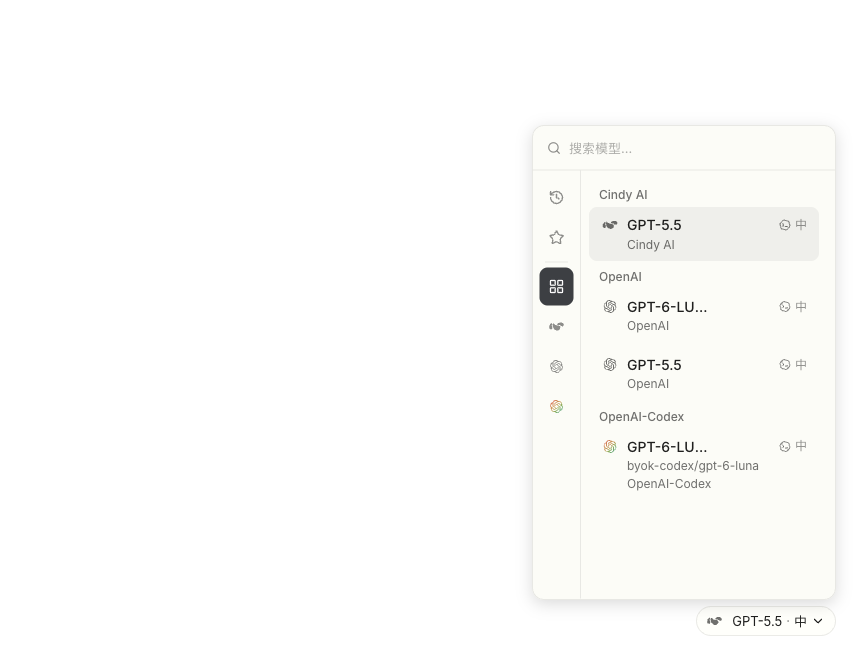 搜索模型...
Cindy AI
GPT-5.5 中
Cindy AI
OpenAI
GPT-6-LU... 中
OpenAI
GPT-5.5 中
OpenAI
OpenAI-Codex
GPT-6-LU... 中
byok-codex/gpt-6-luna
OpenAI-Codex
GPT-5.5 · 中